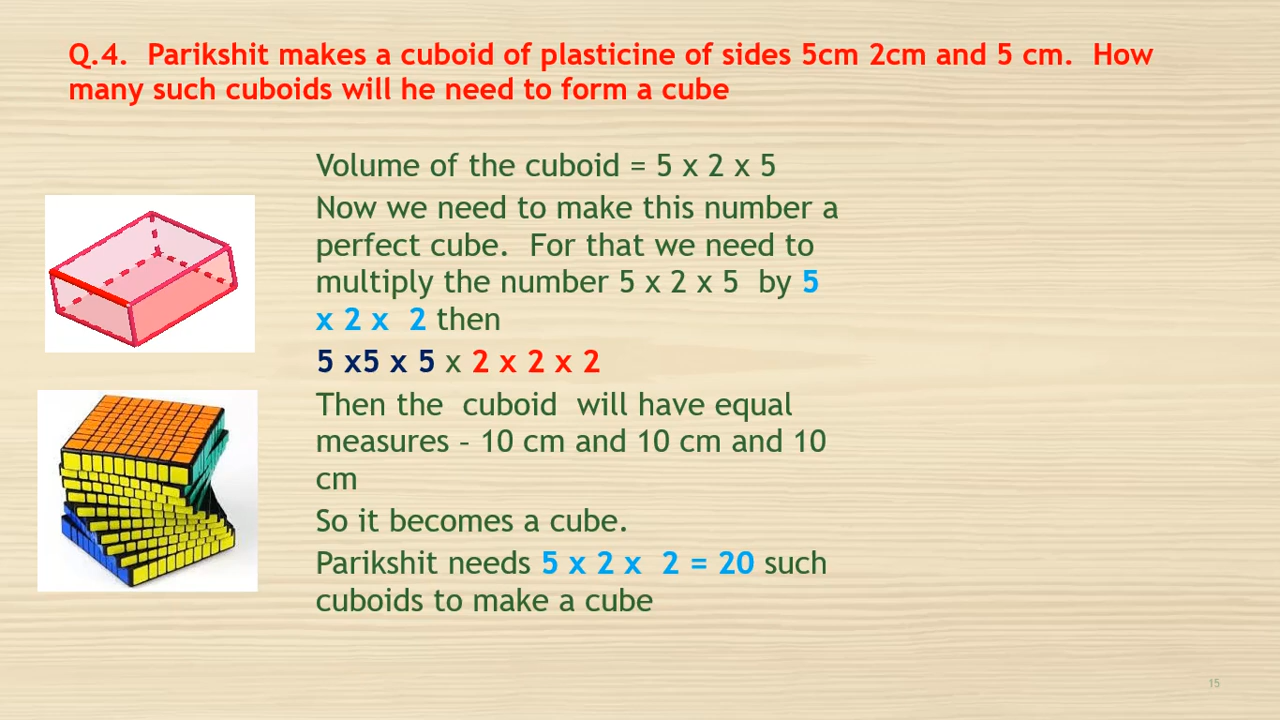 Q.4. Parikshit makes a cuboid of plasticine of sides 5cm 2cm and 5 cm. How
many such cuboids will he need to form a cube
Volume of the cuboid = 5 x 2 x 5
Now we need to make this number a
perfect cube. For that we need to
multiply the number 5 x 2 x 5 by 5
x 2 x 2 then
5 x5 x 5 x 2 x 2 x 2
Then the cuboid will have equal
measures – 10 cm and 10 cm and 10
cm
So it becomes a cube.
Parikshit needs 5 x 2 x 2 = 20 such
cuboids to make a cube
15